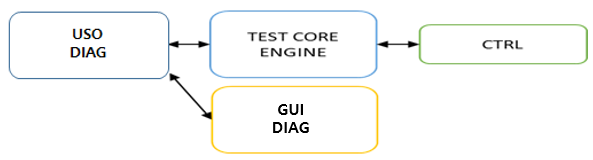 USO
DIAG
TEST CORE
ENGINE
CTRL
GUI
DIAG